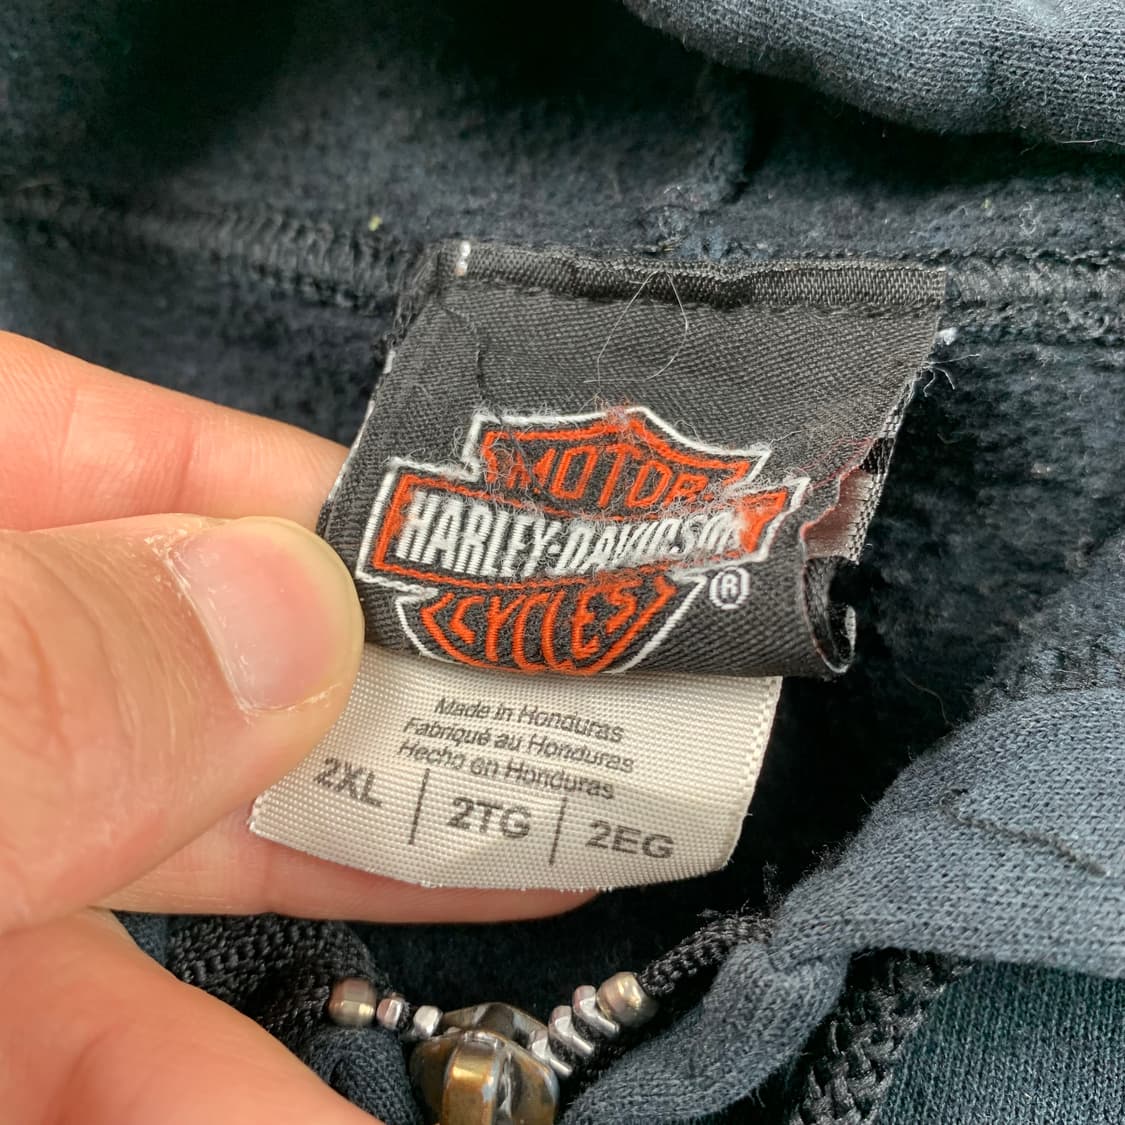 MOTOR
HARLEY-DAVIDSON
CYCLES
®
Made in Honduras
Fabriqué au Honduras
Hecho en Honduras
2XL | 2TG | 2EG